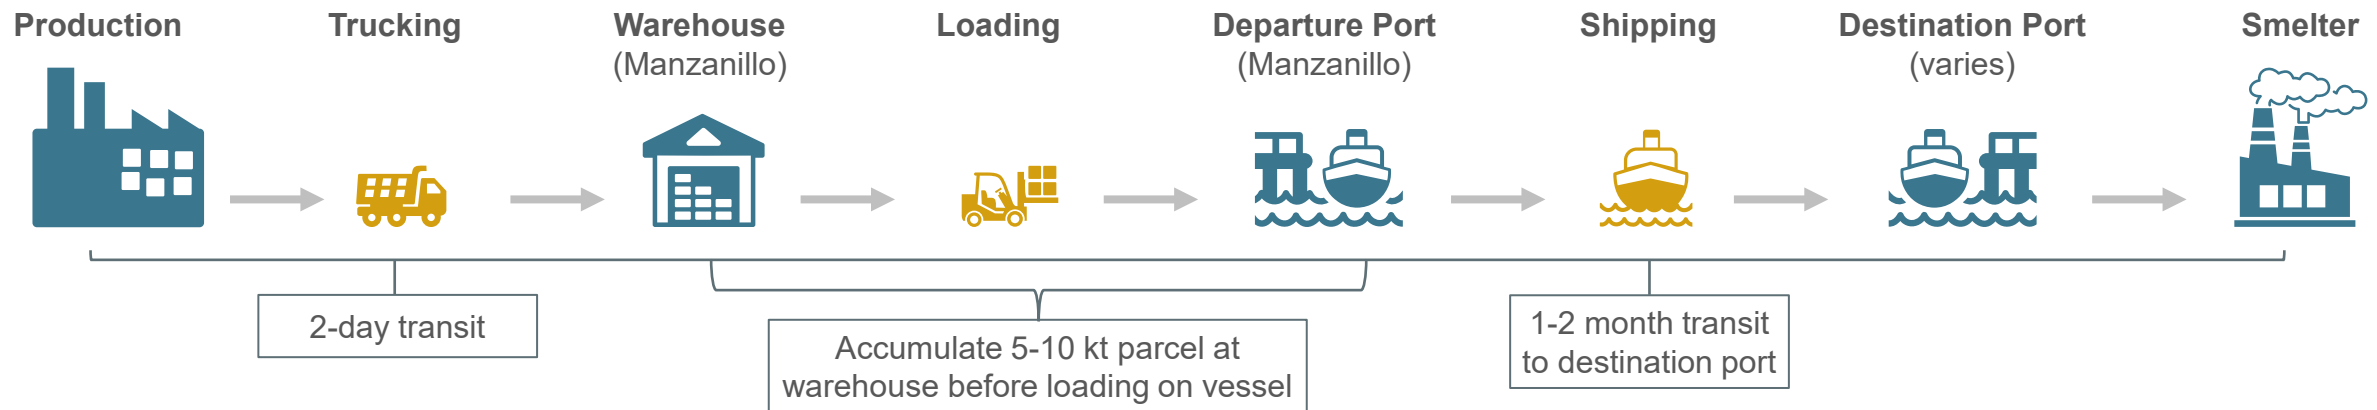 Production
Trucking
Warehouse
(Manzanillo)
Loading
Departure Port
(Manzanillo)
Shipping
Destination Port
(varies)
Smelter
2-day transit
Accumulate 5-10 kt parcel at
warehouse before loading on vessel
1-2 month transit
to destination port